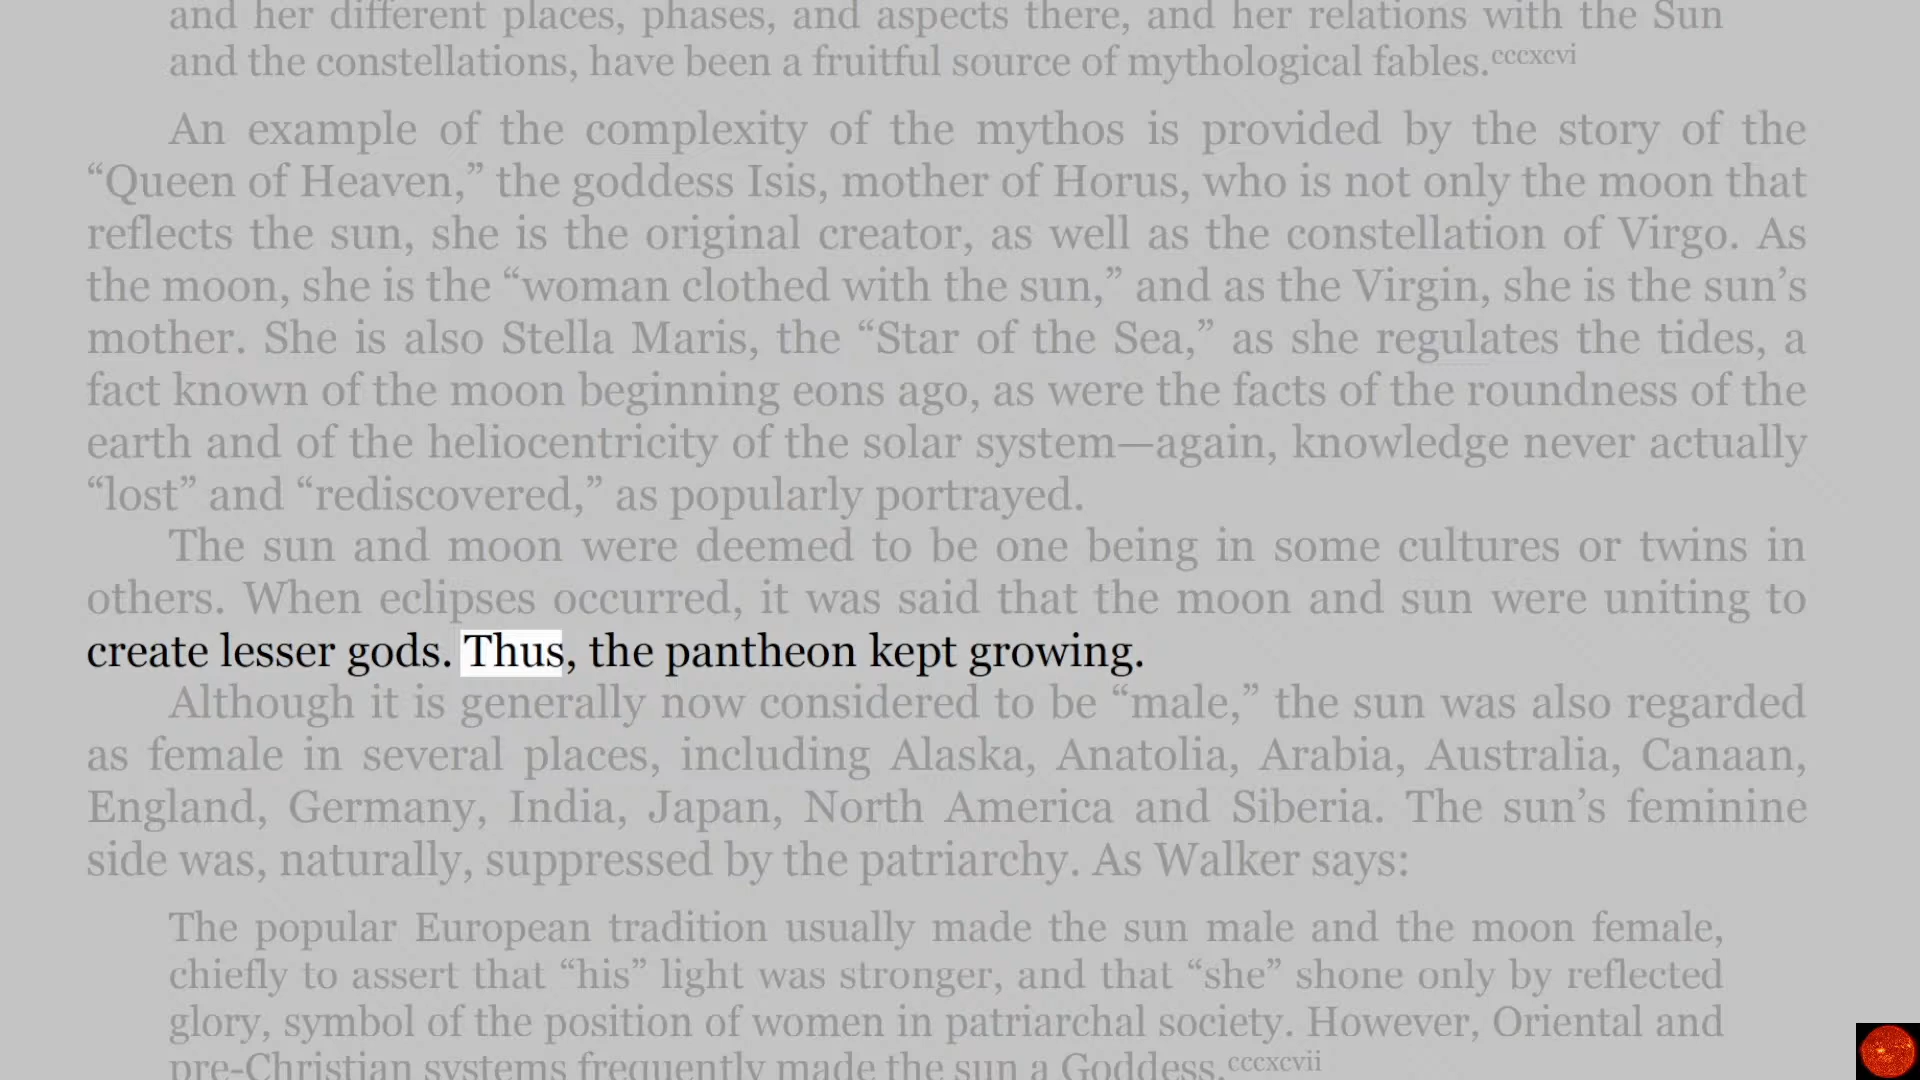 and her different places, phases, and aspects there, and her relations with the Sun
and the constellations, have been a fruitful source of mythological fables.cccxcvi
An example of the complexity of the mythos is provided by the story of the
“Queen of Heaven,” the goddess Isis, mother of Horus, who is not only the moon that
reflects the sun, she is the original creator, as well as the constellation of Virgo. As
the moon, she is the “woman clothed with the sun,” and as the Virgin, she is the sun’s
mother. She is also Stella Maris, the “Star of the Sea,” as she regulates the tides, a
fact known of the moon beginning eons ago, as were the facts of the roundness of the
earth and of the heliocentricity of the solar system—again, knowledge never actually
“lost” and “rediscovered,” as popularly portrayed.
The sun and moon were deemed to be one being in some cultures or twins in
others. When eclipses occurred, it was said that the moon and sun were uniting to
create lesser gods. Thus, the pantheon kept growing.
Although it is generally now considered to be “male,” the sun was also regarded
as female in several places, including Alaska, Anatolia, Arabia, Australia, Canaan,
England, Germany, India, Japan, North America and Siberia. The sun’s feminine
side was, naturally, suppressed by the patriarchy. As Walker says:
The popular European tradition usually made the sun male and the moon female,
chiefly to assert that “his” light was stronger, and that “she” shone only by reflected
glory, symbol of the position of women in patriarchal society. However, Oriental and
pre-Christian systems frequently made the sun a Goddess.cccxcvii